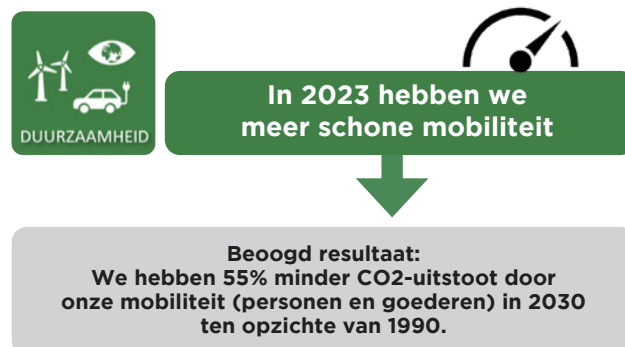 DUURZAAMHEID
In 2023 hebben we
meer schone mobiliteit
Beoogd resultaat:
We hebben 55% minder CO2-uitstoot door
onze mobiliteit (personen en goederen) in 2030
ten opzichte van 1990.